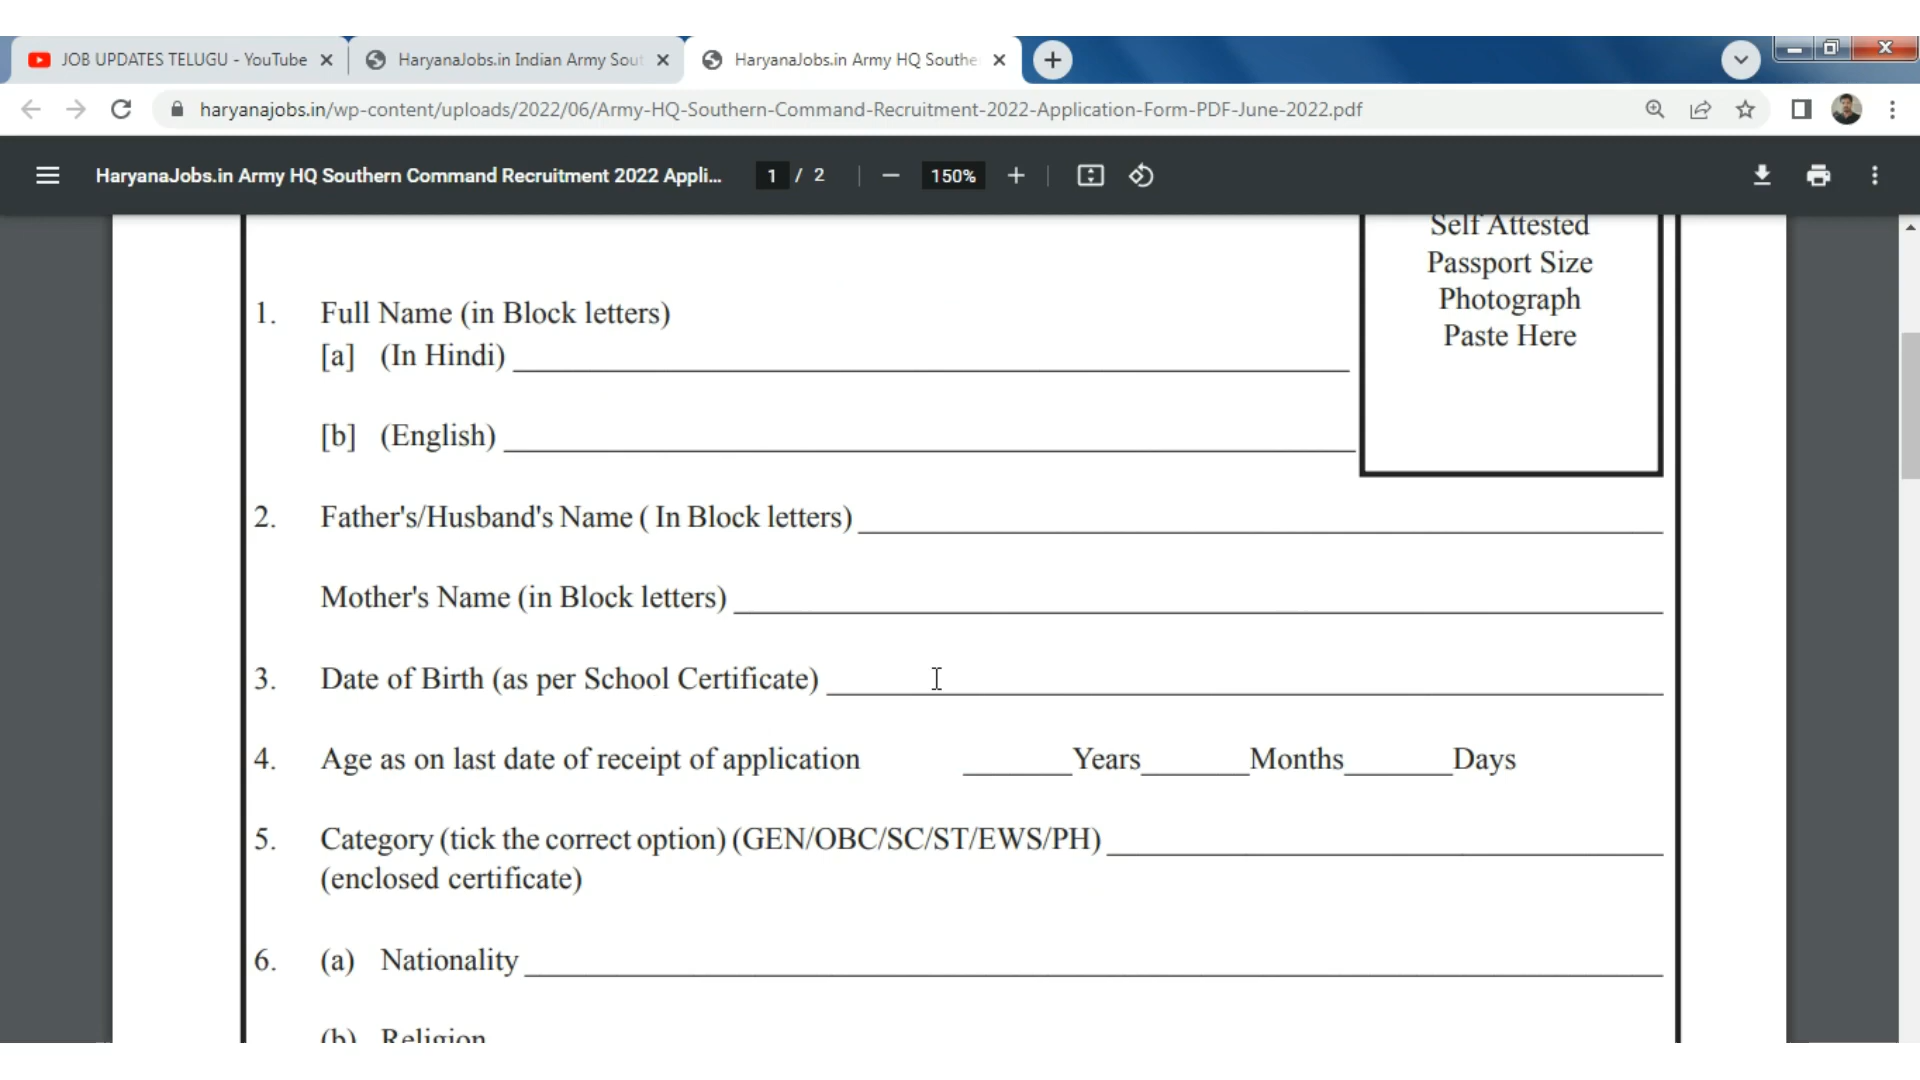 JOB UPDATES TELUGU - YouTube
HaryanaJobs.in Indian Army Sout
HaryanaJobs.in Army HQ Southe
haryanajobs.in/wp-content/uploads/2022/06/Army-HQ-Southern-Command-Recruitment-2022-Application-Form-PDF-June-2022.pdf
HaryanaJobs.in Army HQ Southern Command Recruitment 2022 Appli... 1 / 2 150%
Self Attested
Passport Size
Photograph
Paste Here
1. Full Name (in Block letters)
[a] (In Hindi)
[b] (English)
2. Father's/Husband's Name ( In Block letters)
Mother's Name (in Block letters)
3. Date of Birth (as per School Certificate)
4. Age as on last date of receipt of application ______Years______Months______Days
5. Category (tick the correct option) (GEN/OBC/SC/ST/EWS/PH)
(enclosed certificate)
6. (a) Nationality
(b) Religion